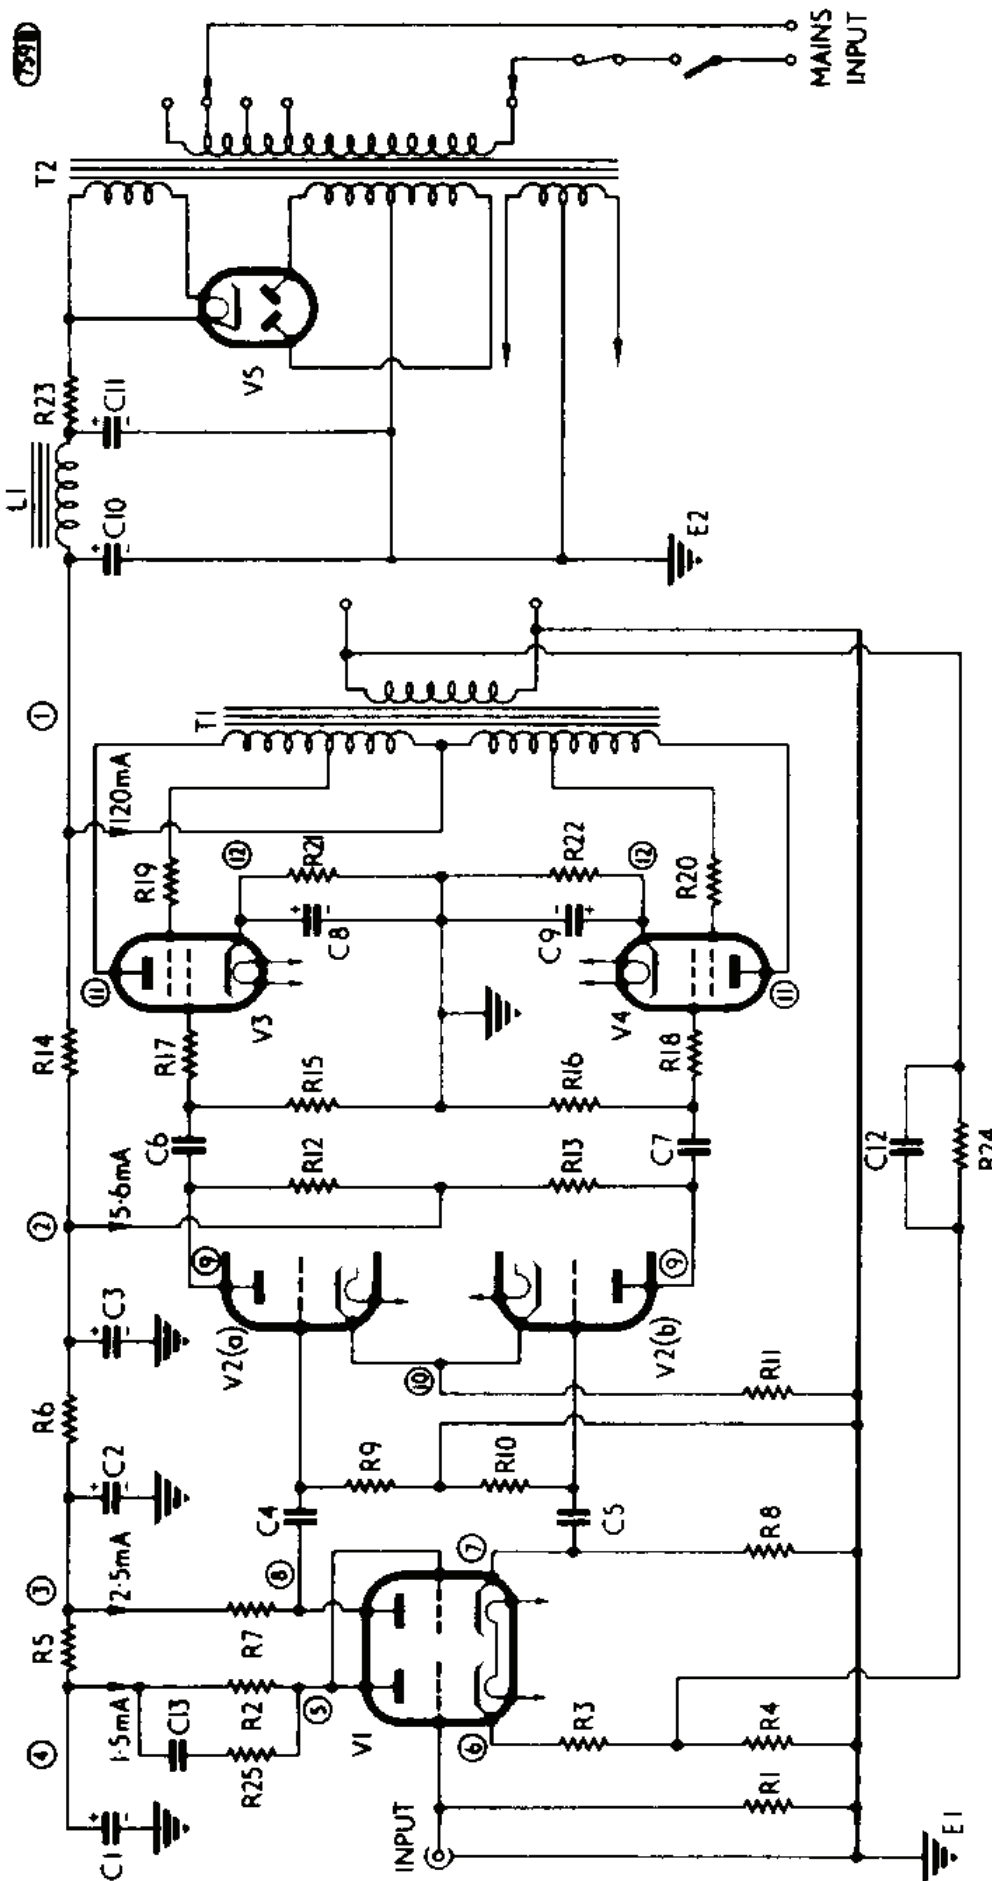 7591
C1
4
1·5mA
C13
R25
R2
5
R5
3
2·5mA
R7
8
C2
R6
C3
2
5·6mA
R14
1
120mA
L1
C10
C11
R23
T2
V5
MAINS
INPUT
INPUT
V1
6
7
R3
R4
R1
E1
R8
C4
C5
R9
R10
10
R11
V2(a)
V2(b)
9
9
C6
C7
R12
R13
R15
R16
R17
R18
V3
V4
11
11
R19
R20
12
12
C8
C9
R21
R22
T1
E2
C12
R24